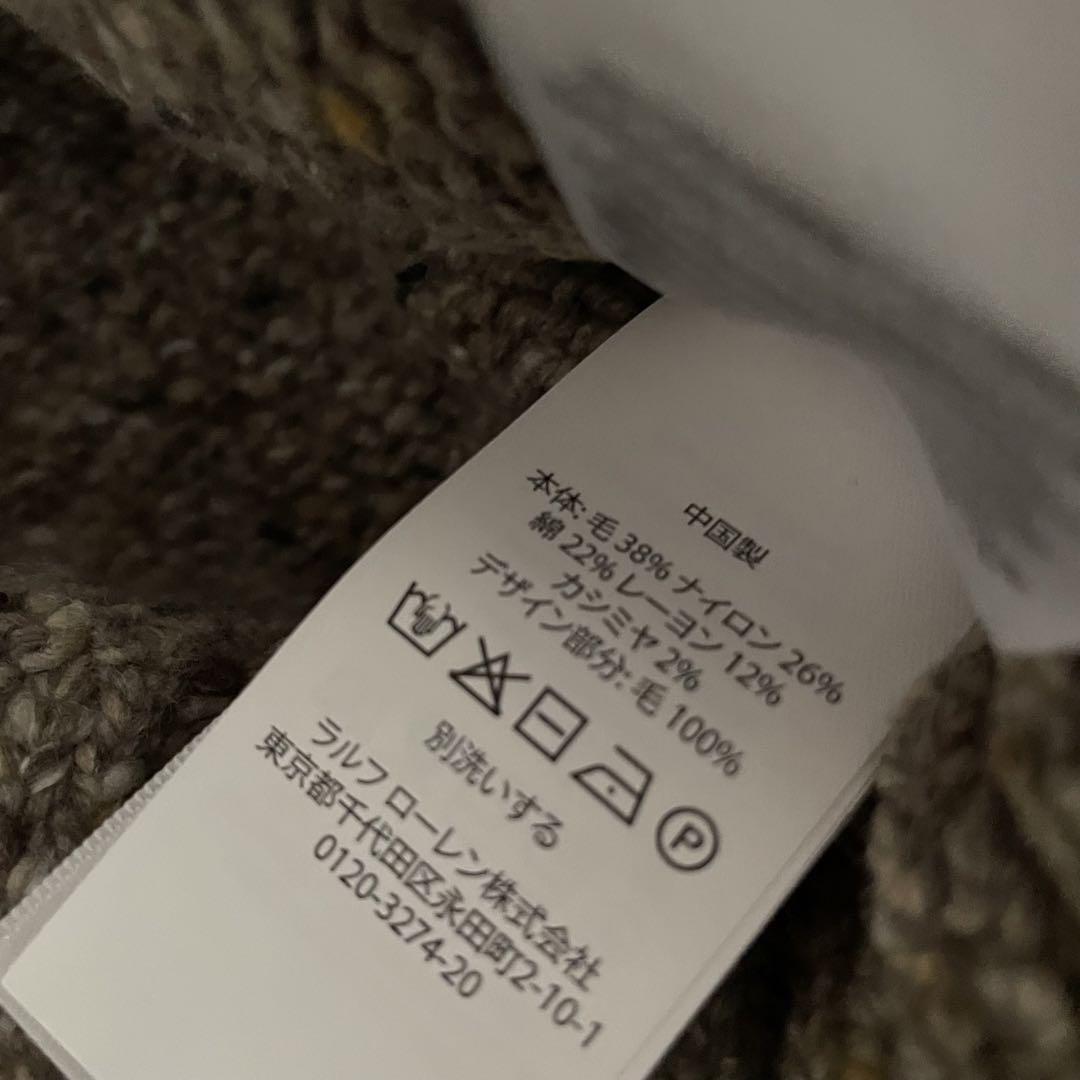 中国製
本体: 毛 38% ナイロン 26%
綿 22% レーヨン 12%
カシミヤ 2%
デザイン部分: 毛 100%
P
別洗いする
ラルフ ローレン株式会社
東京都千代田区永田町2-10-1
0120-3274-20